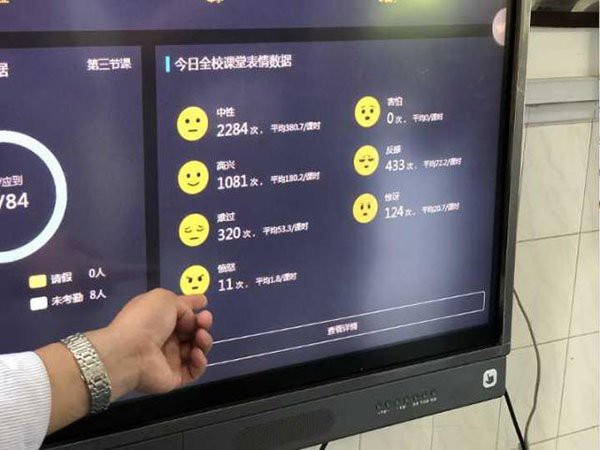 据
第三节课
今日全校课堂表情数据
中性
2284次，平均380.7/课时
害怕
0次，平均0/课时
高兴
1081次，平均180.2/课时
反感
433次，平均72.2/课时
难过
320次，平均53.3/课时
惊讶
124次，平均20.7/课时
愤怒
11次，平均1.8/课时
/应到
/84
请假 0人
未考勤 8人
查看详情